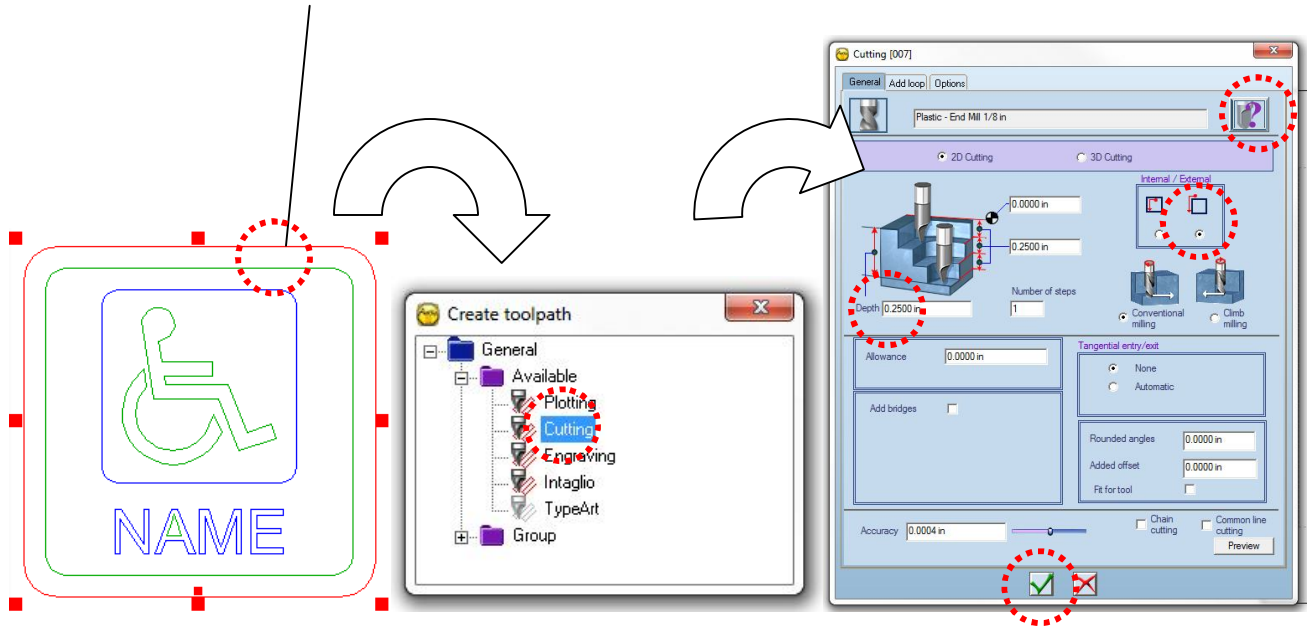 NAME
Create toolpath
General
Available
Plotting
Cutting
Engraving
Intaglio
TypeArt
Group
Cutting [007]
General Add loop Options
Plastic - End Mill 1/8 in
2D Cutting 3D Cutting
Internal / External
0.0000 in
0.2500 in
Number of steps
Depth 0.2500 in 1
Conventional milling
Climb milling
Allowance 0.0000 in
Tangential entry/exit
None
Automatic
Add bridges
Rounded angles 0.0000 in
Added offset 0.0000 in
Fit for tool
Accuracy 0.0004 in
Chain cutting
Common line cutting
Preview